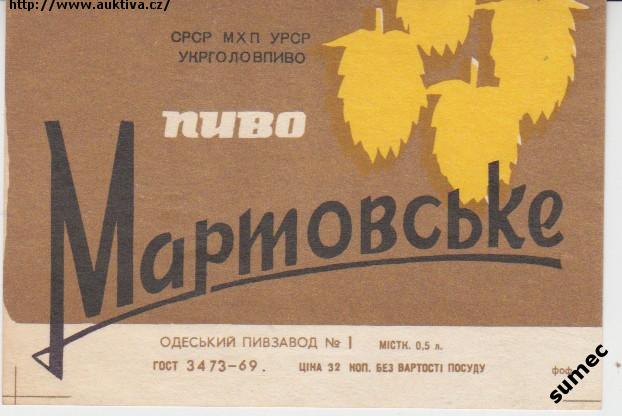 http://www.auktiva.cz/
СРСР МХП УРСР
УКРГОЛОВПИВО
пиво
Мартовське
ОДЕСЬКИЙ ПИВЗАВОД № 1 МІСТК. 0,5 л.
ГОСТ 3473-69. ЦІНА 32 КОП. БЕЗ ВАРТОСТІ ПОСУДУ
фоф
sumec